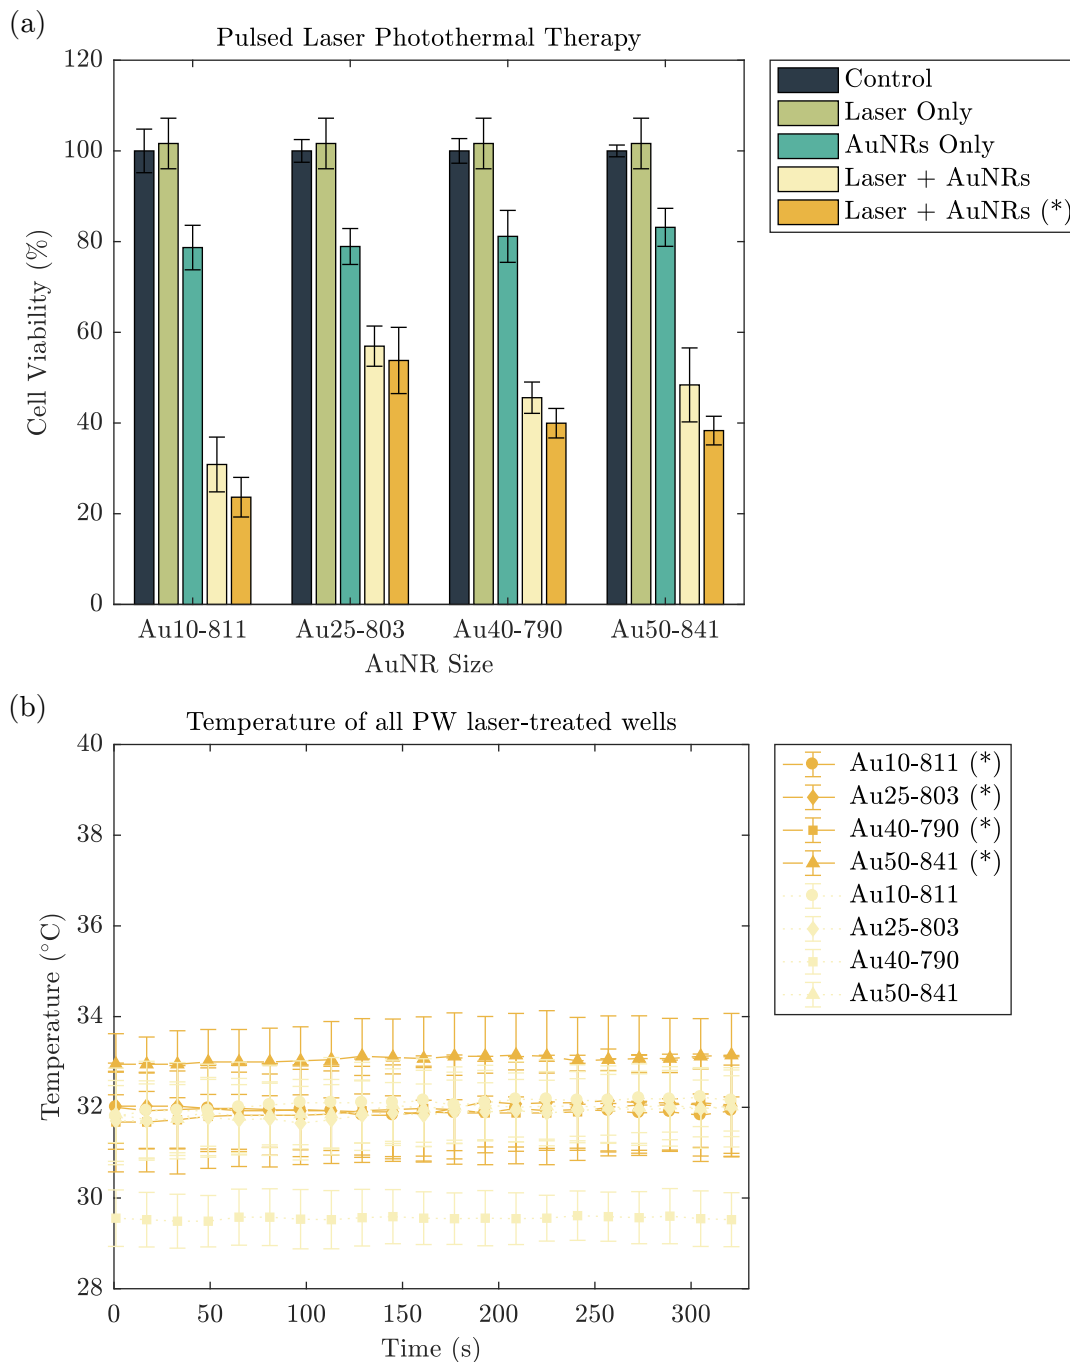 (a)
Pulsed Laser Photothermal Therapy
120
100
80
60
40
20
0
Cell Viability (%)
Au10-811 Au25-803 Au40-790 Au50-841
AuNR Size
Control
Laser Only
AuNRs Only
Laser + AuNRs
Laser + AuNRs (*)
(b)
Temperature of all PW laser-treated wells
40
38
36
34
32
30
28
Temperature (°C)
0 50 100 150 200 250 300
Time (s)
Au10-811 (*)
Au25-803 (*)
Au40-790 (*)
Au50-841 (*)
Au10-811
Au25-803
Au40-790
Au50-841